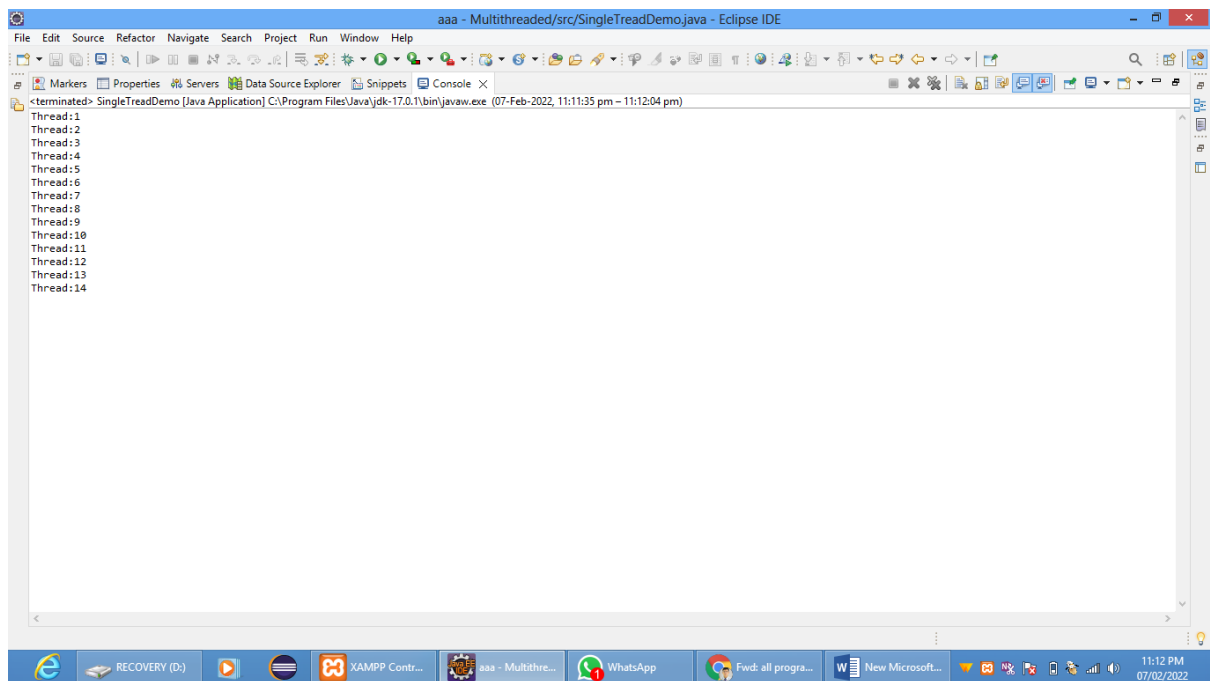 aaa - Multithreaded/src/SingleTreadDemo.java - Eclipse IDE
File Edit Source Refactor Navigate Search Project Run Window Help
Markers Properties Servers Data Source Explorer Snippets Console
<terminated> SingleTreadDemo [Java Application] C:\Program Files\Java\jdk-17.0.1\bin\javaw.exe (07-Feb-2022, 11:11:35 pm – 11:12:04 pm)
Thread:1
Thread:2
Thread:3
Thread:4
Thread:5
Thread:6
Thread:7
Thread:8
Thread:9
Thread:10
Thread:11
Thread:12
Thread:13
Thread:14
RECOVERY (D:) XAMPP Contr... aaa - Multithre... WhatsApp Fwd: all progra... New Microsoft... 11:12 PM
07/02/2022